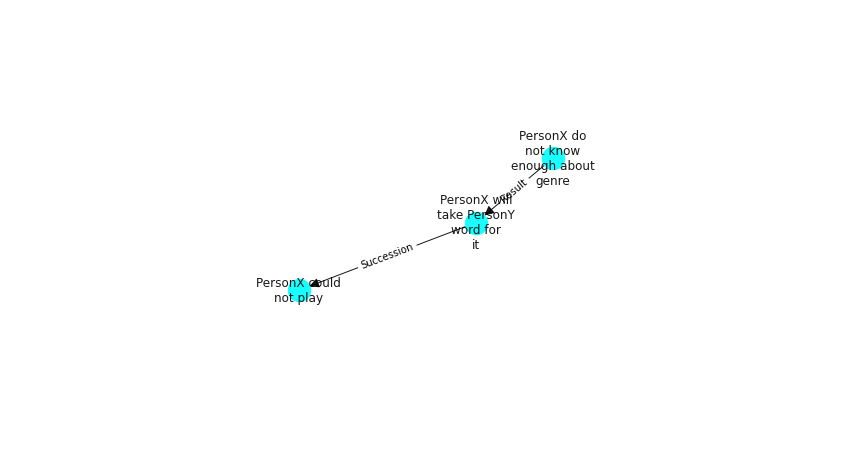 PersonX do
not know
enough about
genre
Result
PersonX will
take PersonY
word for
it
Succession
PersonX could
not play